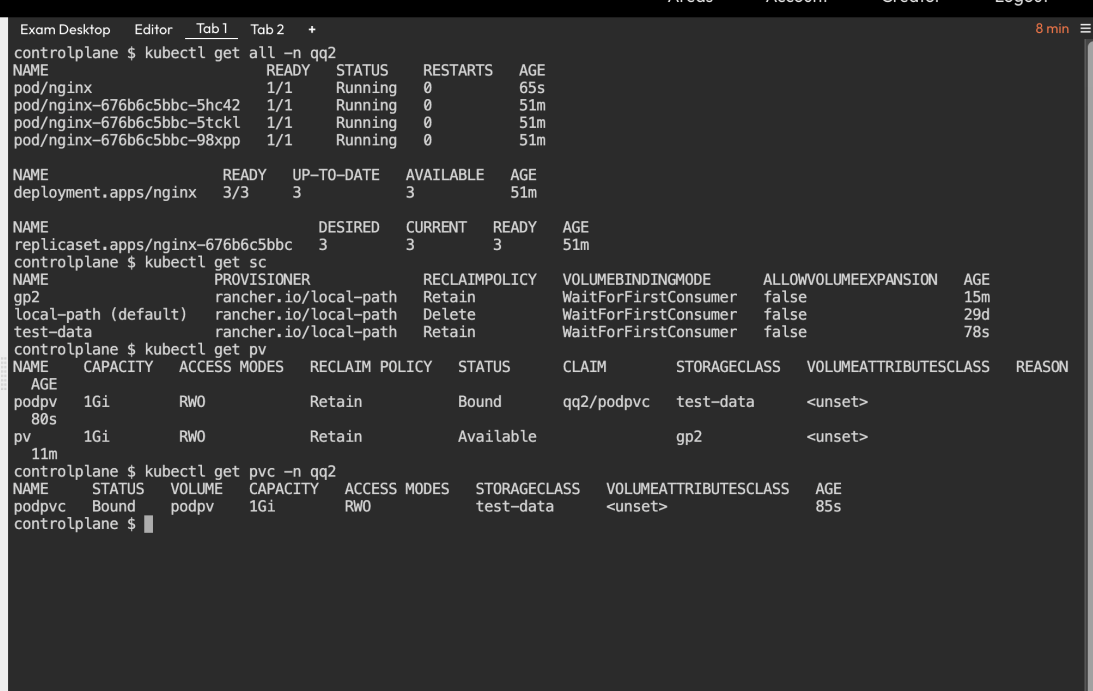 Areas Account Creator Logout
Exam Desktop Editor Tab 1 Tab 2 + 8 min
controlplane $ kubectl get all -n qq2
NAME READY STATUS RESTARTS AGE
pod/nginx 1/1 Running 0 65s
pod/nginx-676b6c5bbc-5hc42 1/1 Running 0 51m
pod/nginx-676b6c5bbc-5tckl 1/1 Running 0 51m
pod/nginx-676b6c5bbc-98xpp 1/1 Running 0 51m
NAME READY UP-TO-DATE AVAILABLE AGE
deployment.apps/nginx 3/3 3 3 51m
NAME DESIRED CURRENT READY AGE
replicaset.apps/nginx-676b6c5bbc 3 3 3 51m
controlplane $ kubectl get sc
NAME PROVISIONER RECLAIMPOLICY VOLUMEBINDINGMODE ALLOWVOLUMEEXPANSION AGE
gp2 rancher.io/local-path Retain WaitForFirstConsumer false 15m
local-path (default) rancher.io/local-path Delete WaitForFirstConsumer false 29d
test-data rancher.io/local-path Retain WaitForFirstConsumer false 78s
controlplane $ kubectl get pv
NAME CAPACITY ACCESS MODES RECLAIM POLICY STATUS CLAIM STORAGECLASS VOLUMEATTRIBUTESCLASS REASON
AGE
podpv 1Gi RWO Retain Bound qq2/podpvc test-data <unset>
80s
pv 1Gi RWO Retain Available gp2 <unset>
11m
controlplane $ kubectl get pvc -n qq2
NAME STATUS VOLUME CAPACITY ACCESS MODES STORAGECLASS VOLUMEATTRIBUTESCLASS AGE
podpvc Bound podpv 1Gi RWO test-data <unset> 85s
controlplane $